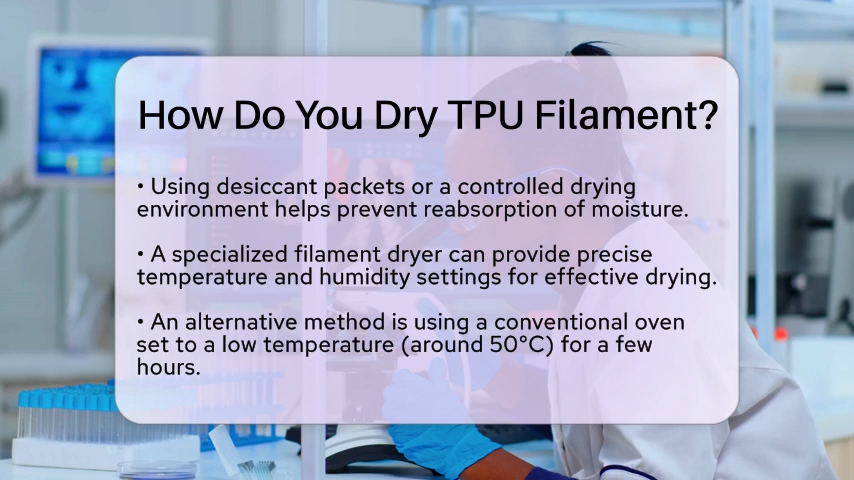 How Do You Dry TPU Filament?
• Using desiccant packets or a controlled drying
environment helps prevent reabsorption of moisture.
• A specialized filament dryer can provide precise
temperature and humidity settings for effective drying.
• An alternative method is using a conventional oven
set to a low temperature (around 50°C) for a few
hours.